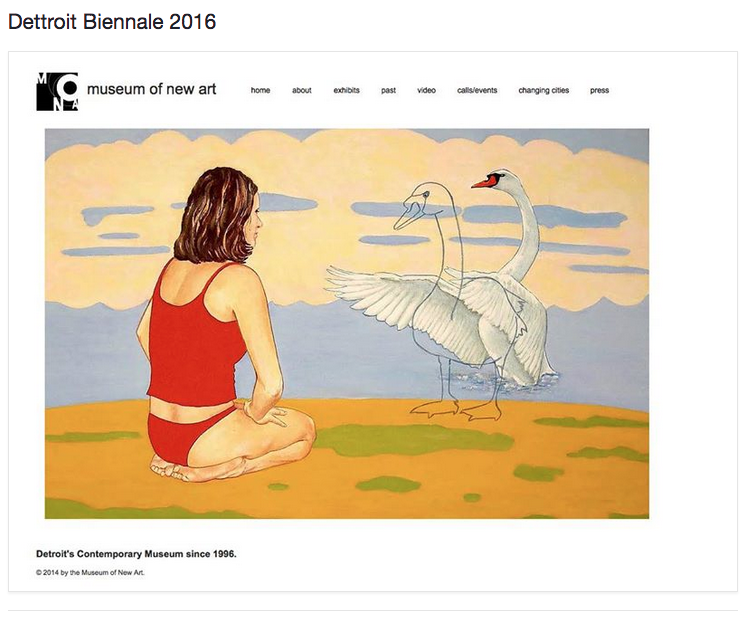 Dettroit Biennale 2016
M
NA
museum of new art
home about exhibits past video calls/events changing cities press
Detroit's Contemporary Museum since 1996.
© 2014 by the Museum of New Art.